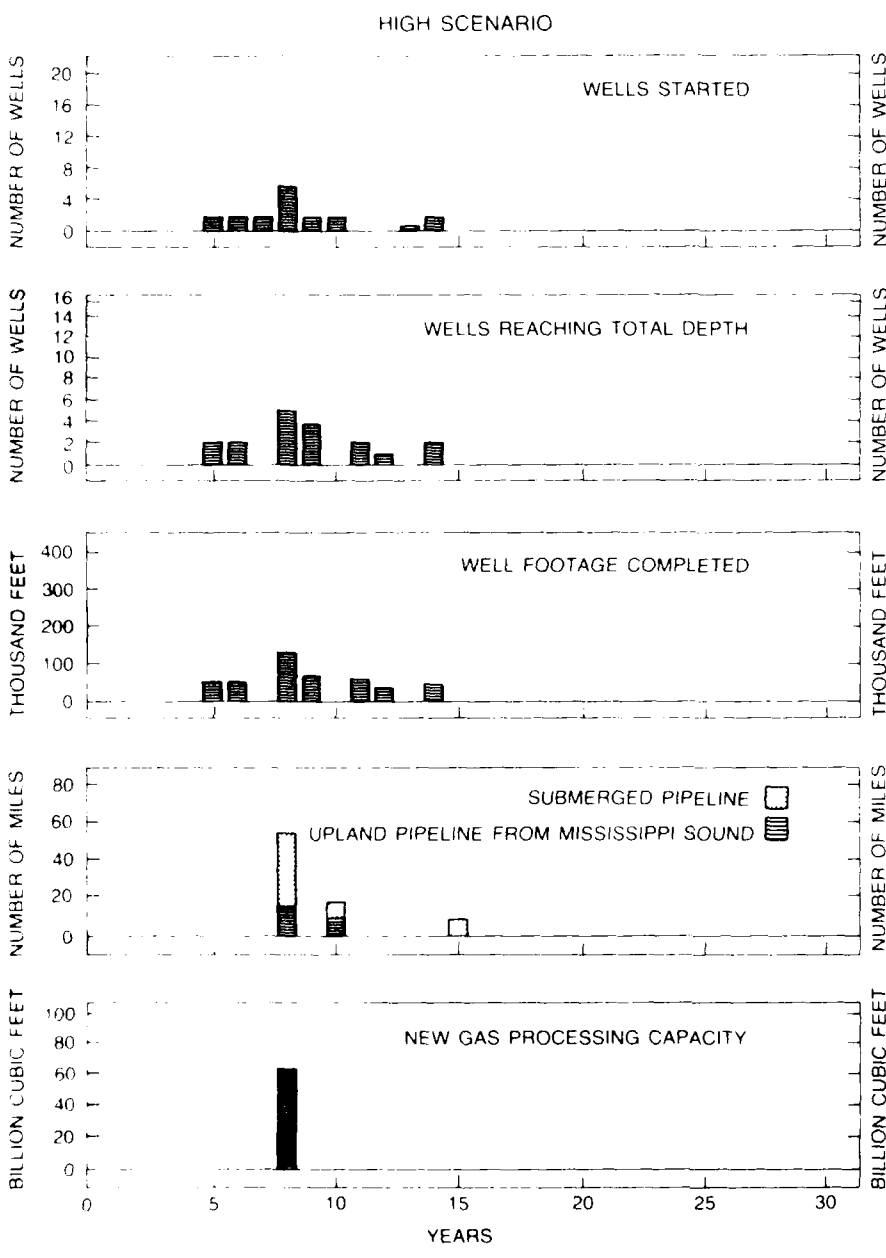 HIGH SCENARIO
NUMBER OF WELLS
20
16
12
8
4
0
WELLS STARTED
NUMBER OF WELLS
NUMBER OF WELLS
16
14
12
10
8
6
4
2
0
WELLS REACHING TOTAL DEPTH
NUMBER OF WELLS
THOUSAND FEET
400
300
200
100
0
WELL FOOTAGE COMPLETED
THOUSAND FEET
NUMBER OF MILES
80
60
40
20
0
SUBMERGED PIPELINE
UPLAND PIPELINE FROM MISSISSIPPI SOUND
NUMBER OF MILES
BILLION CUBIC FEET
100
80
60
40
20
0
NEW GAS PROCESSING CAPACITY
BILLION CUBIC FEET
0 5 10 15 20 25 30
YEARS